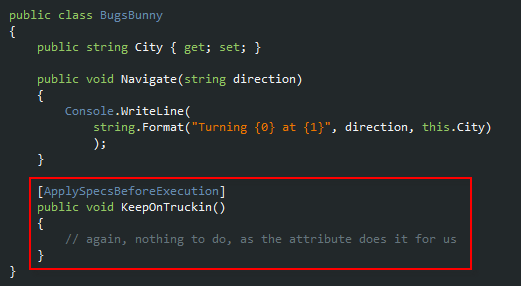 public class BugsBunny
{
    public string City { get; set; }
    public void Navigate(string direction)
    {
        Console.WriteLine(
            string.Format("Turning {0} at {1}", direction, this.City)
            );
    }
    [ApplySpecsBeforeExecution]
    public void KeepOnTruckin()
    {
        // again, nothing to do, as the attribute does it for us
    }
}